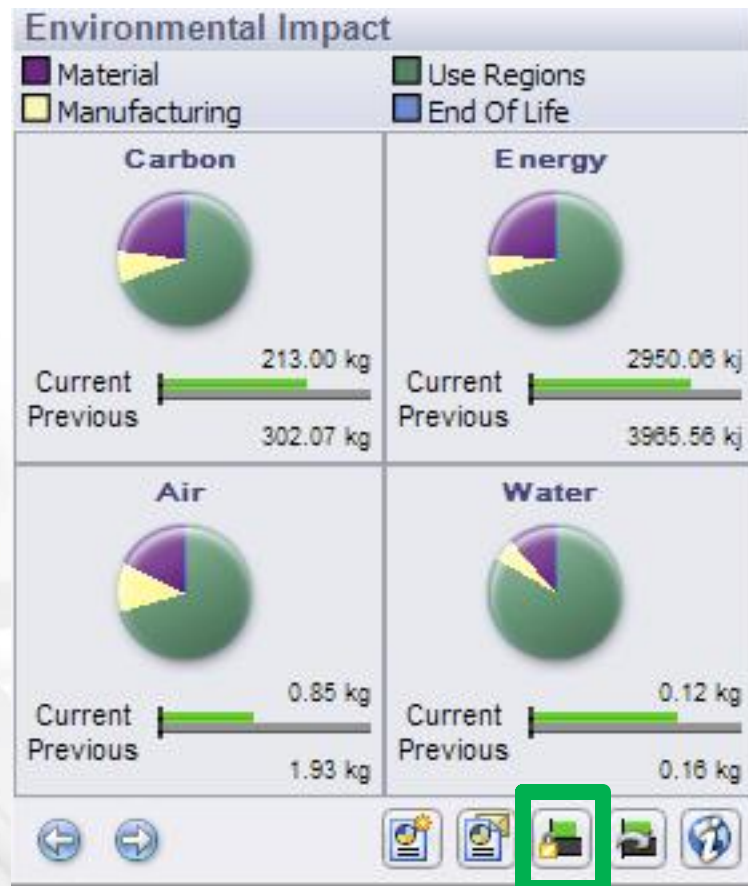 Environmental Impact
Material
Use Regions
Manufacturing
End Of Life
Carbon
Energy
213.00 kg
Current
Previous
302.07 kg
2950.06 kj
Current
Previous
3965.56 kj
Air
Water
0.85 kg
Current
Previous
1.93 kg
0.12 kg
Current
Previous
0.16 kg